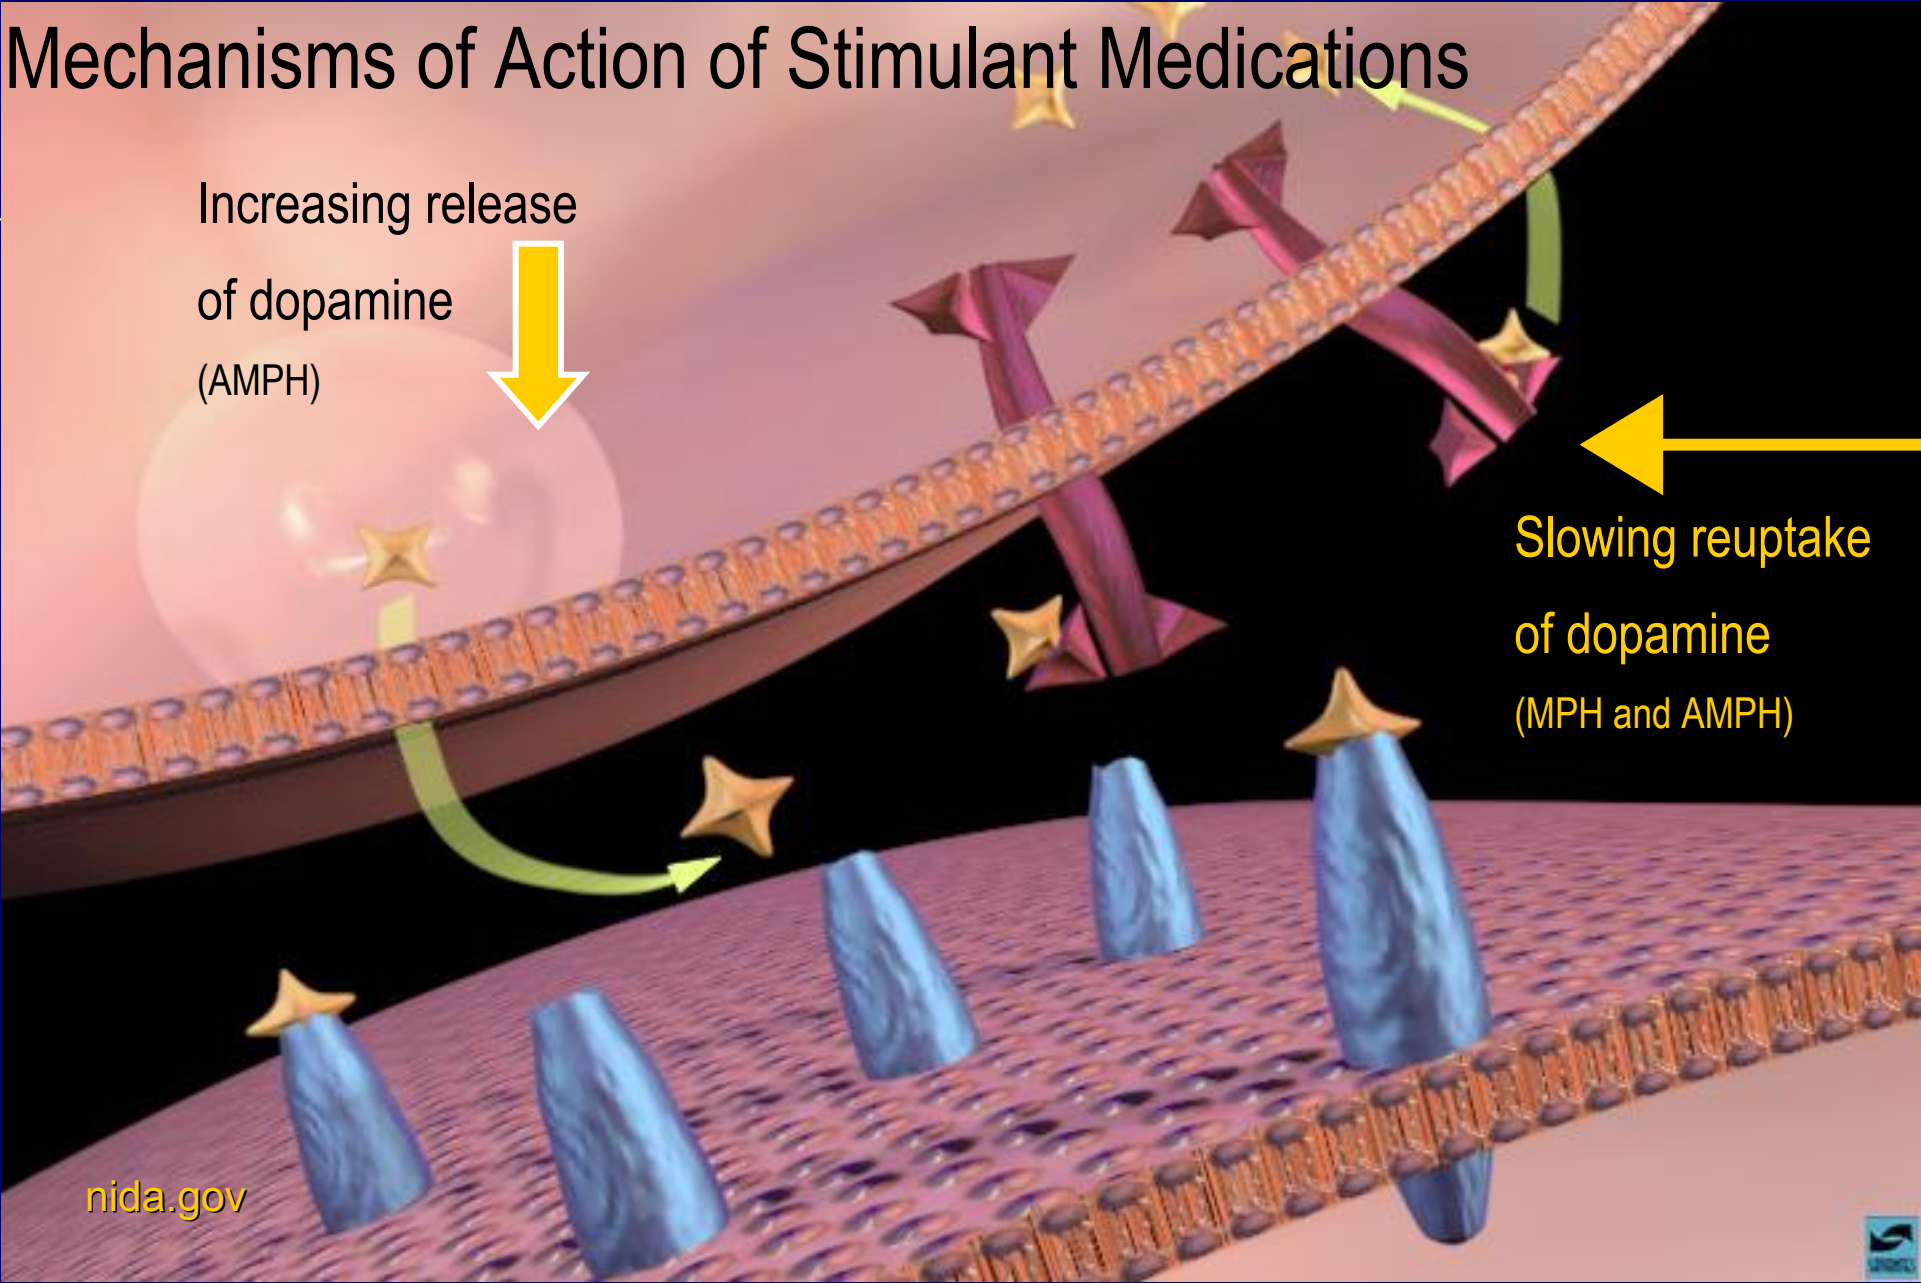 Mechanisms of Action of Stimulant Medications
Increasing release
of dopamine
(AMPH)
Slowing reuptake
of dopamine
(MPH and AMPH)
nida.gov